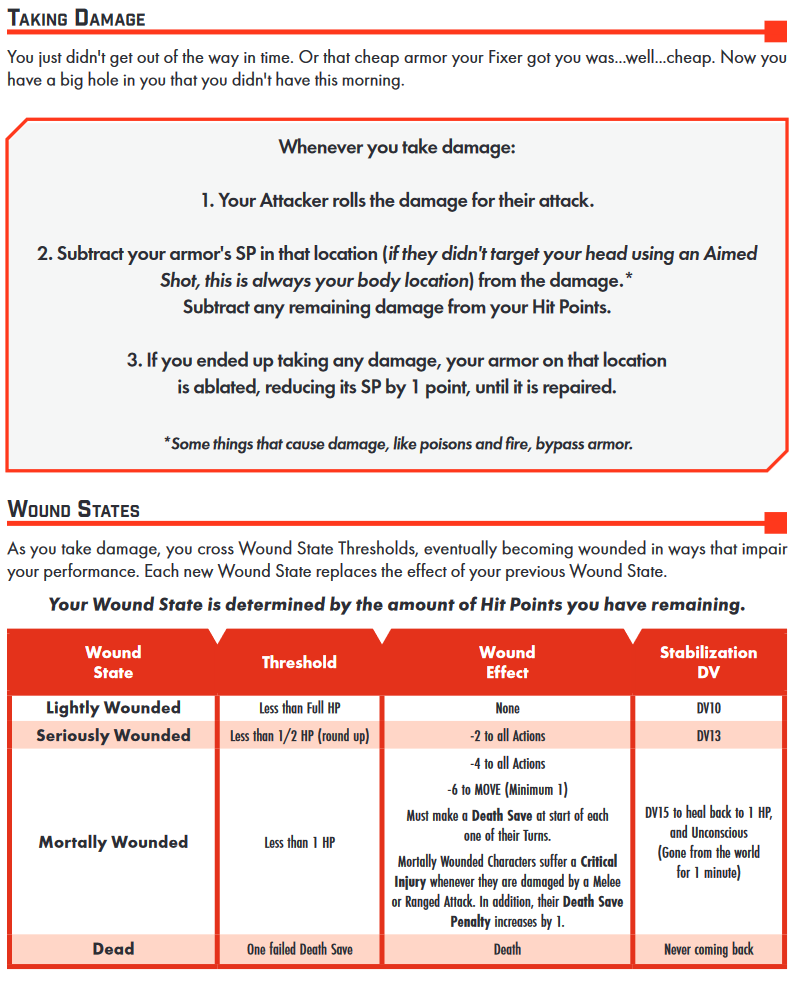 TAKING DAMAGE
You just didn't get out of the way in time. Or that cheap armor your Fixer got you was...well...cheap. Now you
have a big hole in you that you didn't have this morning.
Whenever you take damage:
1. Your Attacker rolls the damage for their attack.
2. Subtract your armor's SP in that location (if they didn't target your head using an Aimed
Shot, this is always your body location) from the damage.*
Subtract any remaining damage from your Hit Points.
3. If you ended up taking any damage, your armor on that location
is ablated, reducing its SP by 1 point, until it is repaired.
*Some things that cause damage, like poisons and fire, bypass armor.
WOUND STATES
As you take damage, you cross Wound State Thresholds, eventually becoming wounded in ways that impair
your performance. Each new Wound State replaces the effect of your previous Wound State.
Your Wound State is determined by the amount of Hit Points you have remaining.
Wound
State
Threshold
Wound
Effect
Stabilization
DV
Lightly Wounded
Less than Full HP
None
DV10
Seriously Wounded
Less than 1/2 HP (round up)
-2 to all Actions
DV13
Mortally Wounded
Less than 1 HP
-4 to all Actions
-6 to MOVE (Minimum 1)
Must make a Death Save at start of each
one of their Turns.
Mortally Wounded Characters suffer a Critical
Injury whenever they are damaged by a Melee
or Ranged Attack. In addition, their Death Save
Penalty increases by 1.
DV15 to heal back to 1 HP,
and Unconscious
(Gone from the world
for 1 minute)
Dead
One failed Death Save
Death
Never coming back